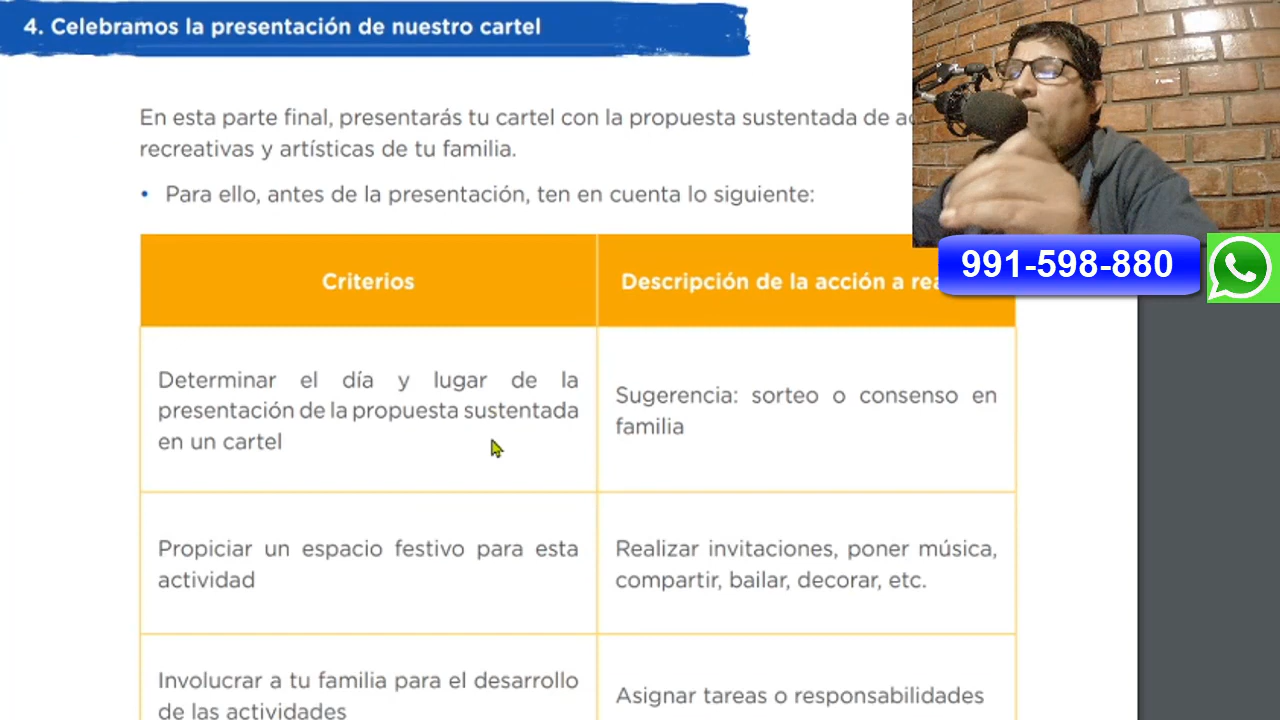 4. Celebramos la presentación de nuestro cartel
En esta parte final, presentarás tu cartel con la propuesta sustentada de
recreativas y artísticas de tu familia.
• Para ello, antes de la presentación, ten en cuenta lo siguiente:
991-598-880
Criterios
Descripción de la acción a
Determinar el día y lugar de la
presentación de la propuesta sustentada
en un cartel
Sugerencia: sorteo o consenso en
familia
Propiciar un espacio festivo para esta
actividad
Realizar invitaciones, poner música,
compartir, bailar, decorar, etc.
Involucrar a tu familia para el desarrollo
de las actividades
Asignar tareas o responsabilidades